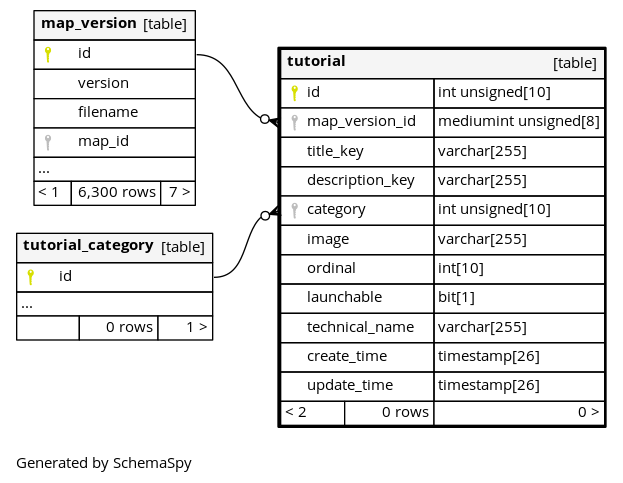 map_version [table]
id
version
filename
map_id
...
< 1 6,300 rows 7 >
tutorial_category [table]
id
...
0 rows 1 >
tutorial [table]
id int unsigned[10]
map_version_id mediumint unsigned[8]
title_key varchar[255]
description_key varchar[255]
category int unsigned[10]
image varchar[255]
ordinal int[10]
launchable bit[1]
technical_name varchar[255]
create_time timestamp[26]
update_time timestamp[26]
< 2 0 rows 0 >
Generated by SchemaSpy